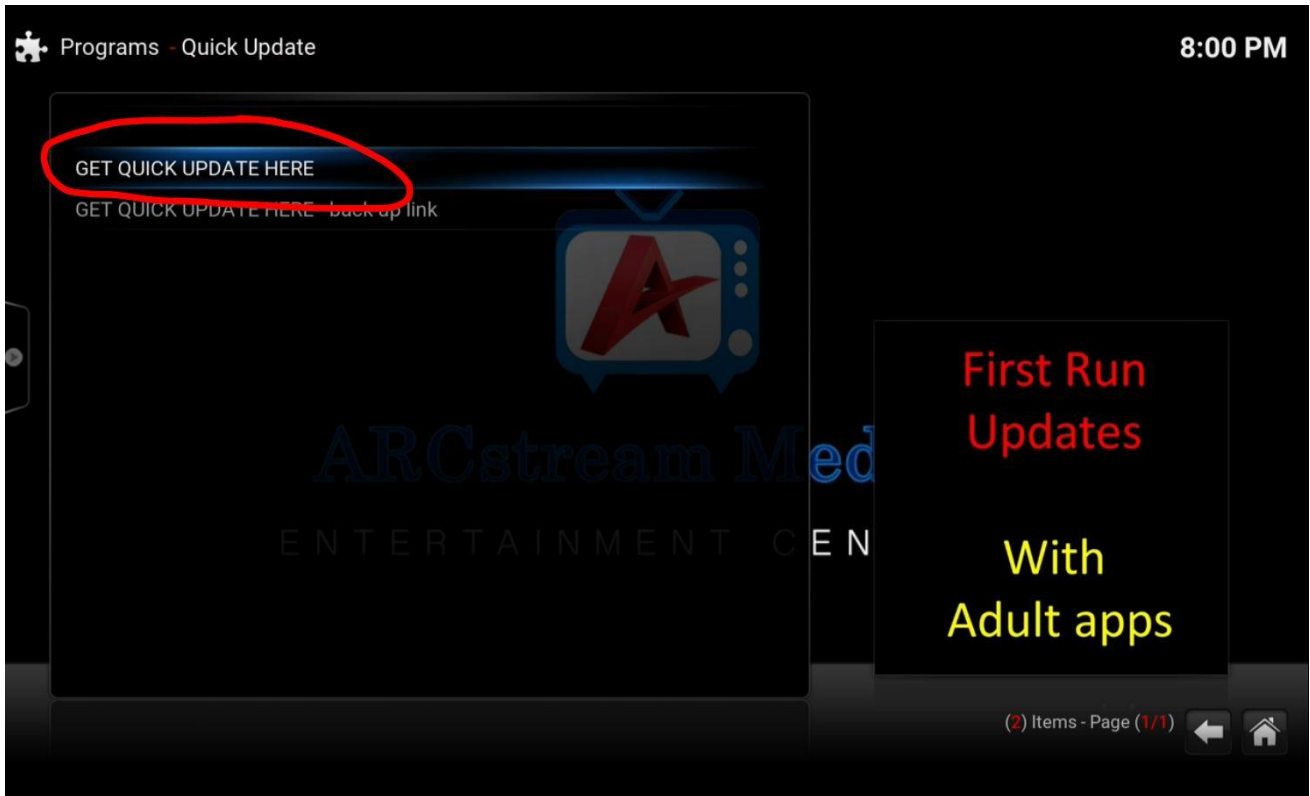 Programs - Quick Update
8:00 PM
GET QUICK UPDATE HERE
GET QUICK UPDATE HERE - back up link
ARCstream Med
ENTERTAINMENT CEN
First Run
Updates
With
Adult apps
(2) Items - Page (1/1)